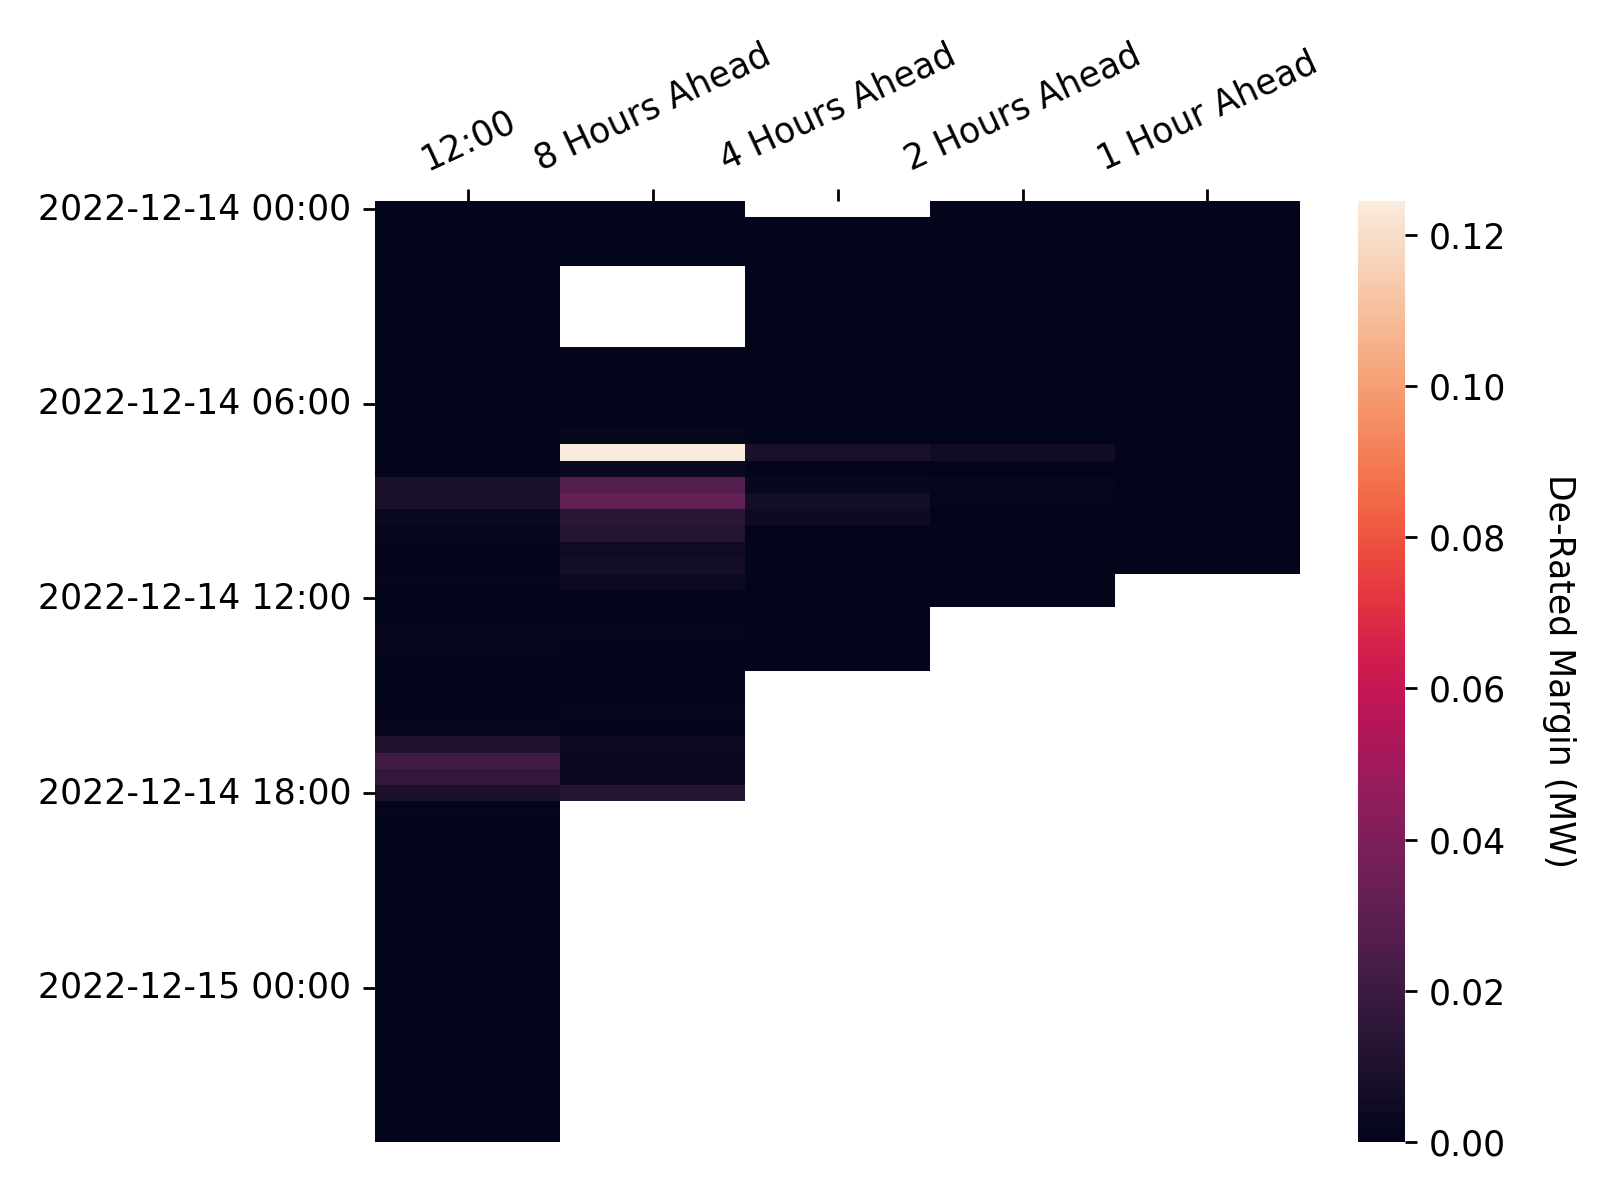 12:00
8 Hours Ahead
4 Hours Ahead
2 Hours Ahead
1 Hour Ahead
2022-12-14 00:00
2022-12-14 06:00
2022-12-14 12:00
2022-12-14 18:00
2022-12-15 00:00
0.12
0.10
0.08
0.06
0.04
0.02
0.00
De-Rated Margin (MW)